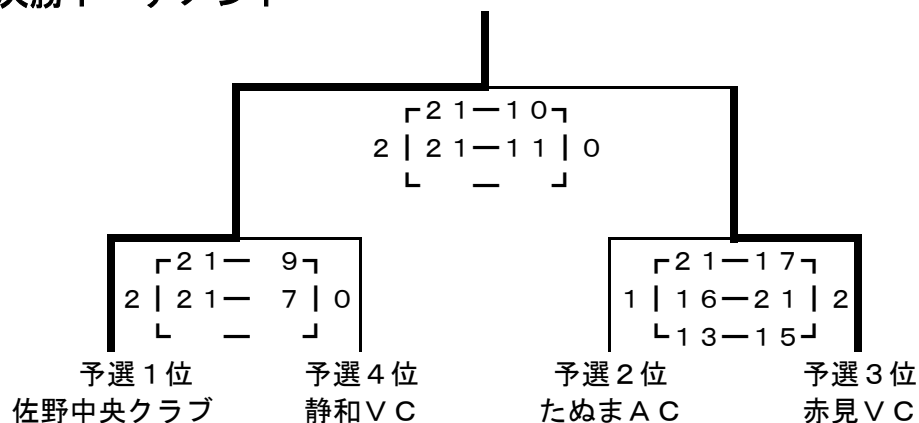 決勝トーナメント
┏21―10┓
2┃21―11┃0
┗　―　┛
┏21―　9┓
2┃21―　7┃0
┗　―　┛
┏21―17┓
1┃16―21┃2
┗13―15┛
予選1位
予選4位
予選2位
予選3位
佐野中央クラブ
静和VC
たぬまAC
赤見VC